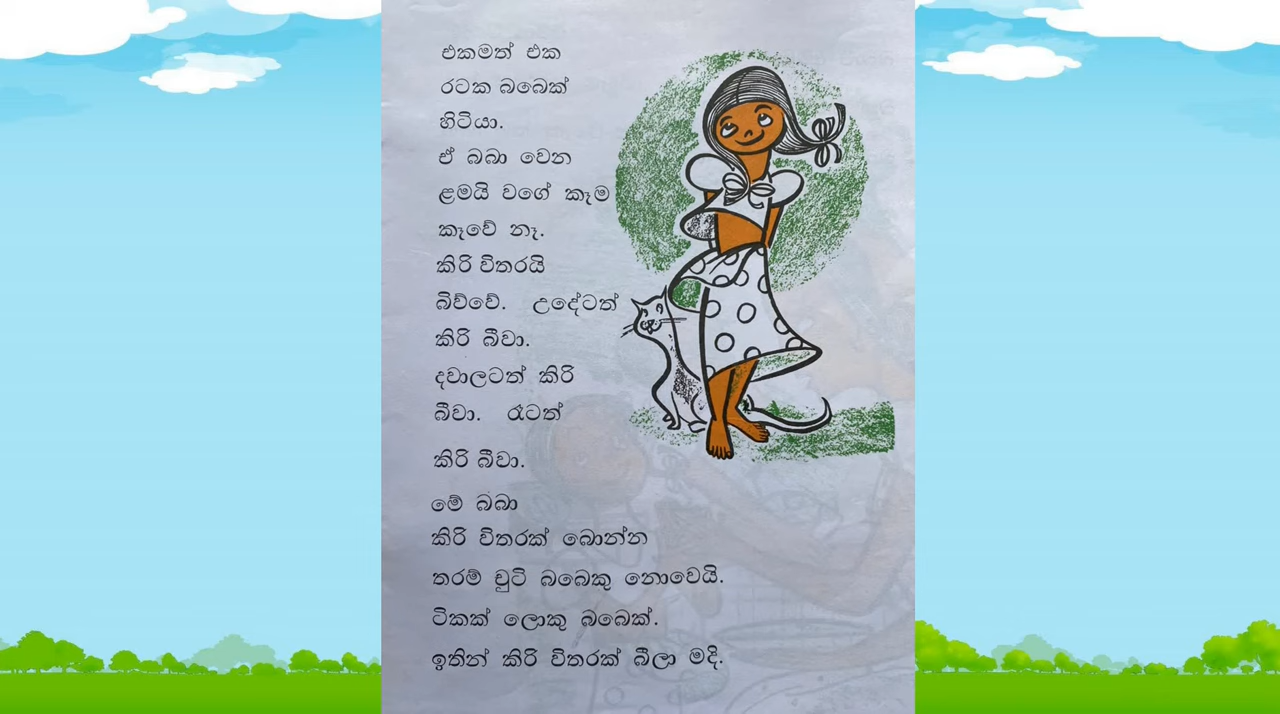 එකමත් එක
රටක බබෙක්
හිටියා.
ඒ බබා වෙන
ළමයි වගේ කෑම
කෑවේ නෑ.
කිරි විතරයි
බිව්වේ. උදේටත්
කිරි බීවා.
දවාලටත් කිරි
බීවා. රෑටත්
කිරි බීවා.
මේ බබා
කිරි විතරක් බොන්න
තරම් චුටි බබෙකු නොවෙයි.
ටිකක් ලොකු බබෙක්.
ඉතින් කිරි විතරක් බීලා මදි.